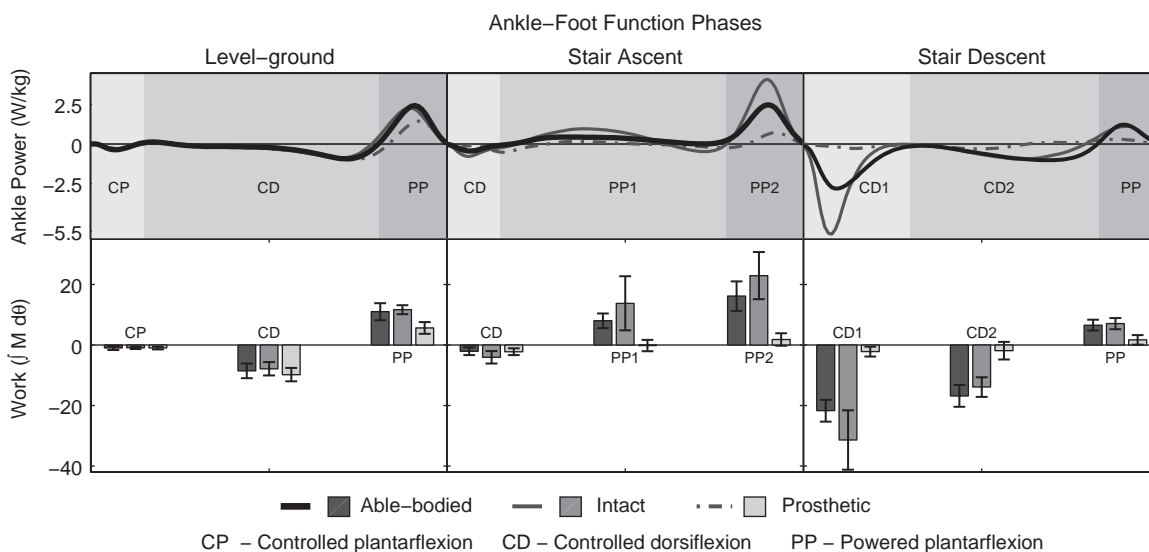 Ankle−Foot Function Phases
Level−ground Stair Ascent Stair Descent
Ankle Power (W/kg)
2.5
0
−2.5
−5.5
CP CD PP CD PP1 PP2 CD1 CD2 PP
Work (∫ M dθ)
20
0
−20
−40
CP CD PP CD PP1 PP2 CD1 CD2 PP
Able−bodied Intact Prosthetic
CP − Controlled plantarflexion CD − Controlled dorsiflexion PP − Powered plantarflexion